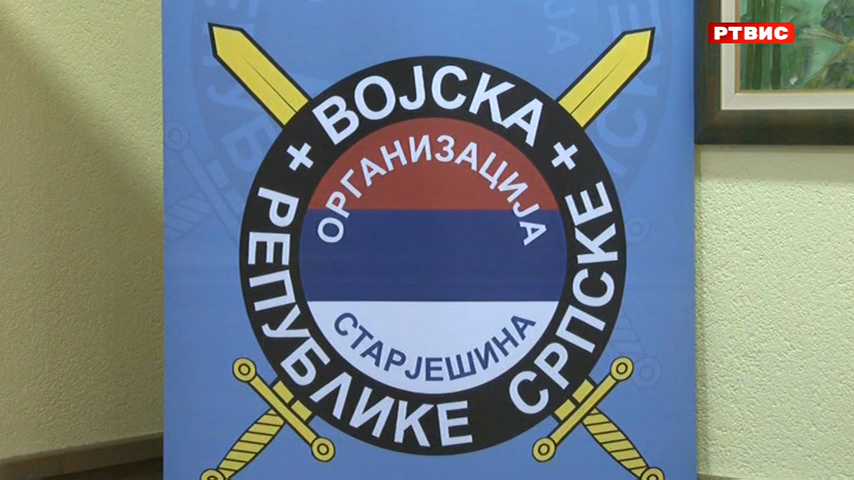 РТВИС
+ ВОЈСКА +
РЕПУБЛИКЕ СРПСКЕ
ОРГАНИЗАЦИЈА
СТАРЈЕШИНА